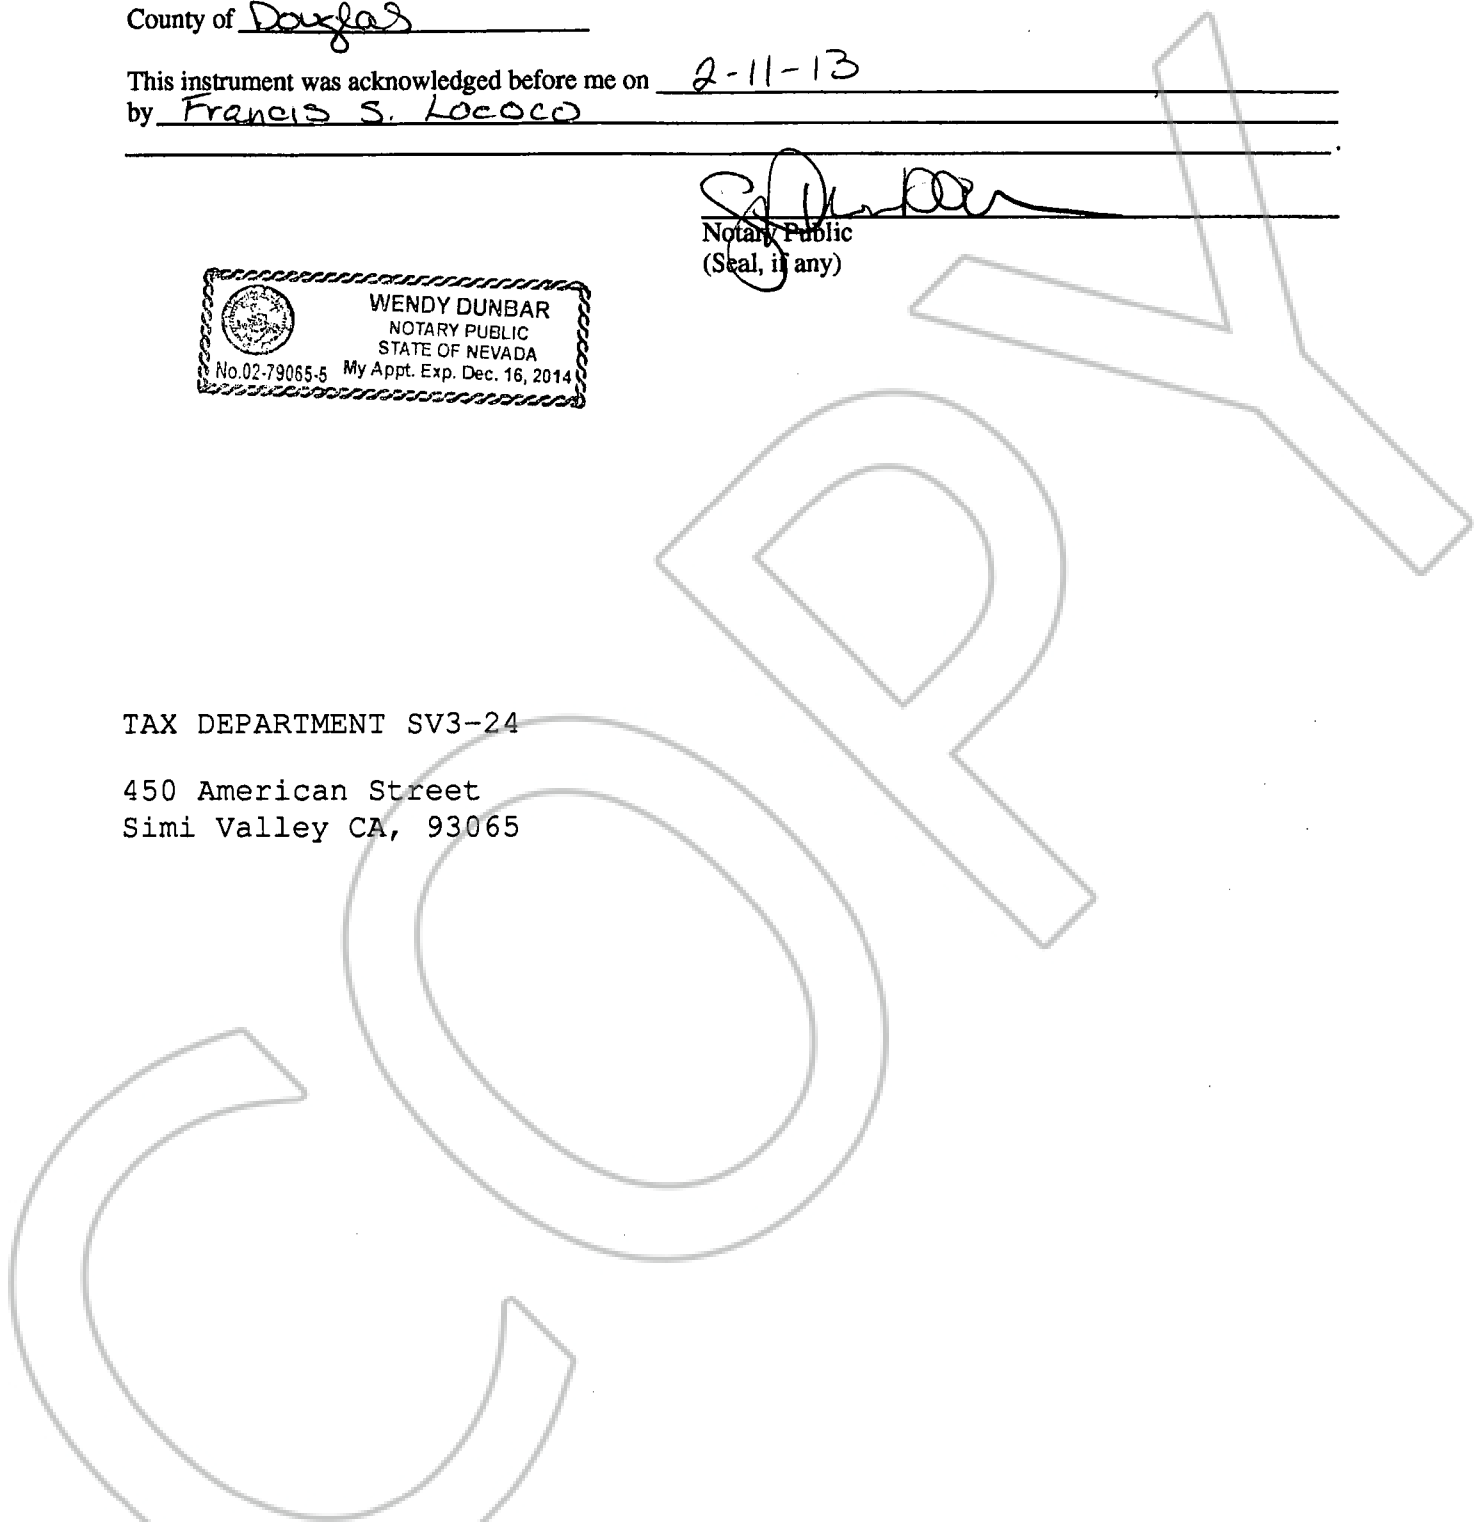 County of Douglas
This instrument was acknowledged before me on 2-11-13
by Francis S. Lococo
Notary Public
(Seal, if any)
WENDY DUNBAR
NOTARY PUBLIC
STATE OF NEVADA
No.02-79065-5 My Appt. Exp. Dec. 16, 2014
TAX DEPARTMENT SV3-24
450 American Street
Simi Valley CA, 93065
COPY